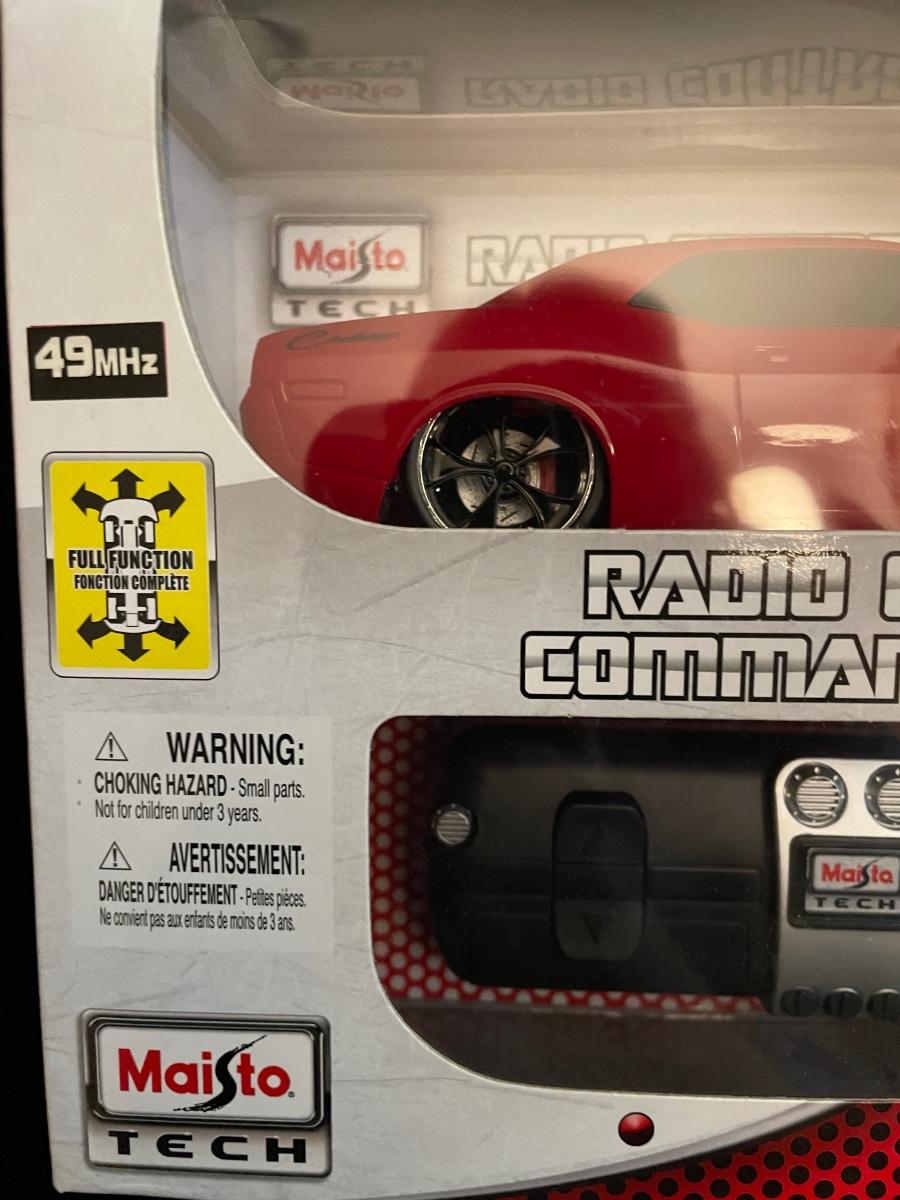 Maisto
TECH
RADIO
49MHz
FULL FUNCTION
FONCTION COMPLÈTE
RADIO
COMMAN
WARNING:
CHOKING HAZARD - Small parts.
Not for children under 3 years.
AVERTISSEMENT:
DANGER D'ÉTOUFFEMENT - Petites pièces.
Ne convient pas aux enfants de moins de 3 ans.
Maisto
TECH
Maisto
TECH